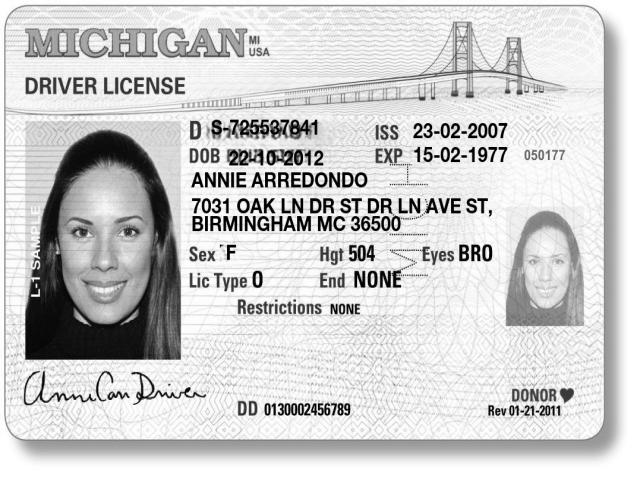 MICHIGAN MI USA
DRIVER LICENSE
D S-725537841 ISS 23-02-2007
DOB 22-10-2012 EXP 15-02-1977 050177
ANNIE ARREDONDO
7031 OAK LN DR ST DR LN AVE ST,
BIRMINGHAM MC 36500
Sex F Hgt 504 Eyes BRO
Lic Type O End NONE
Restrictions NONE
L-1 SAMPLE
Anni Can Driver
DD 0130002456789
DONOR
Rev 01-21-2011